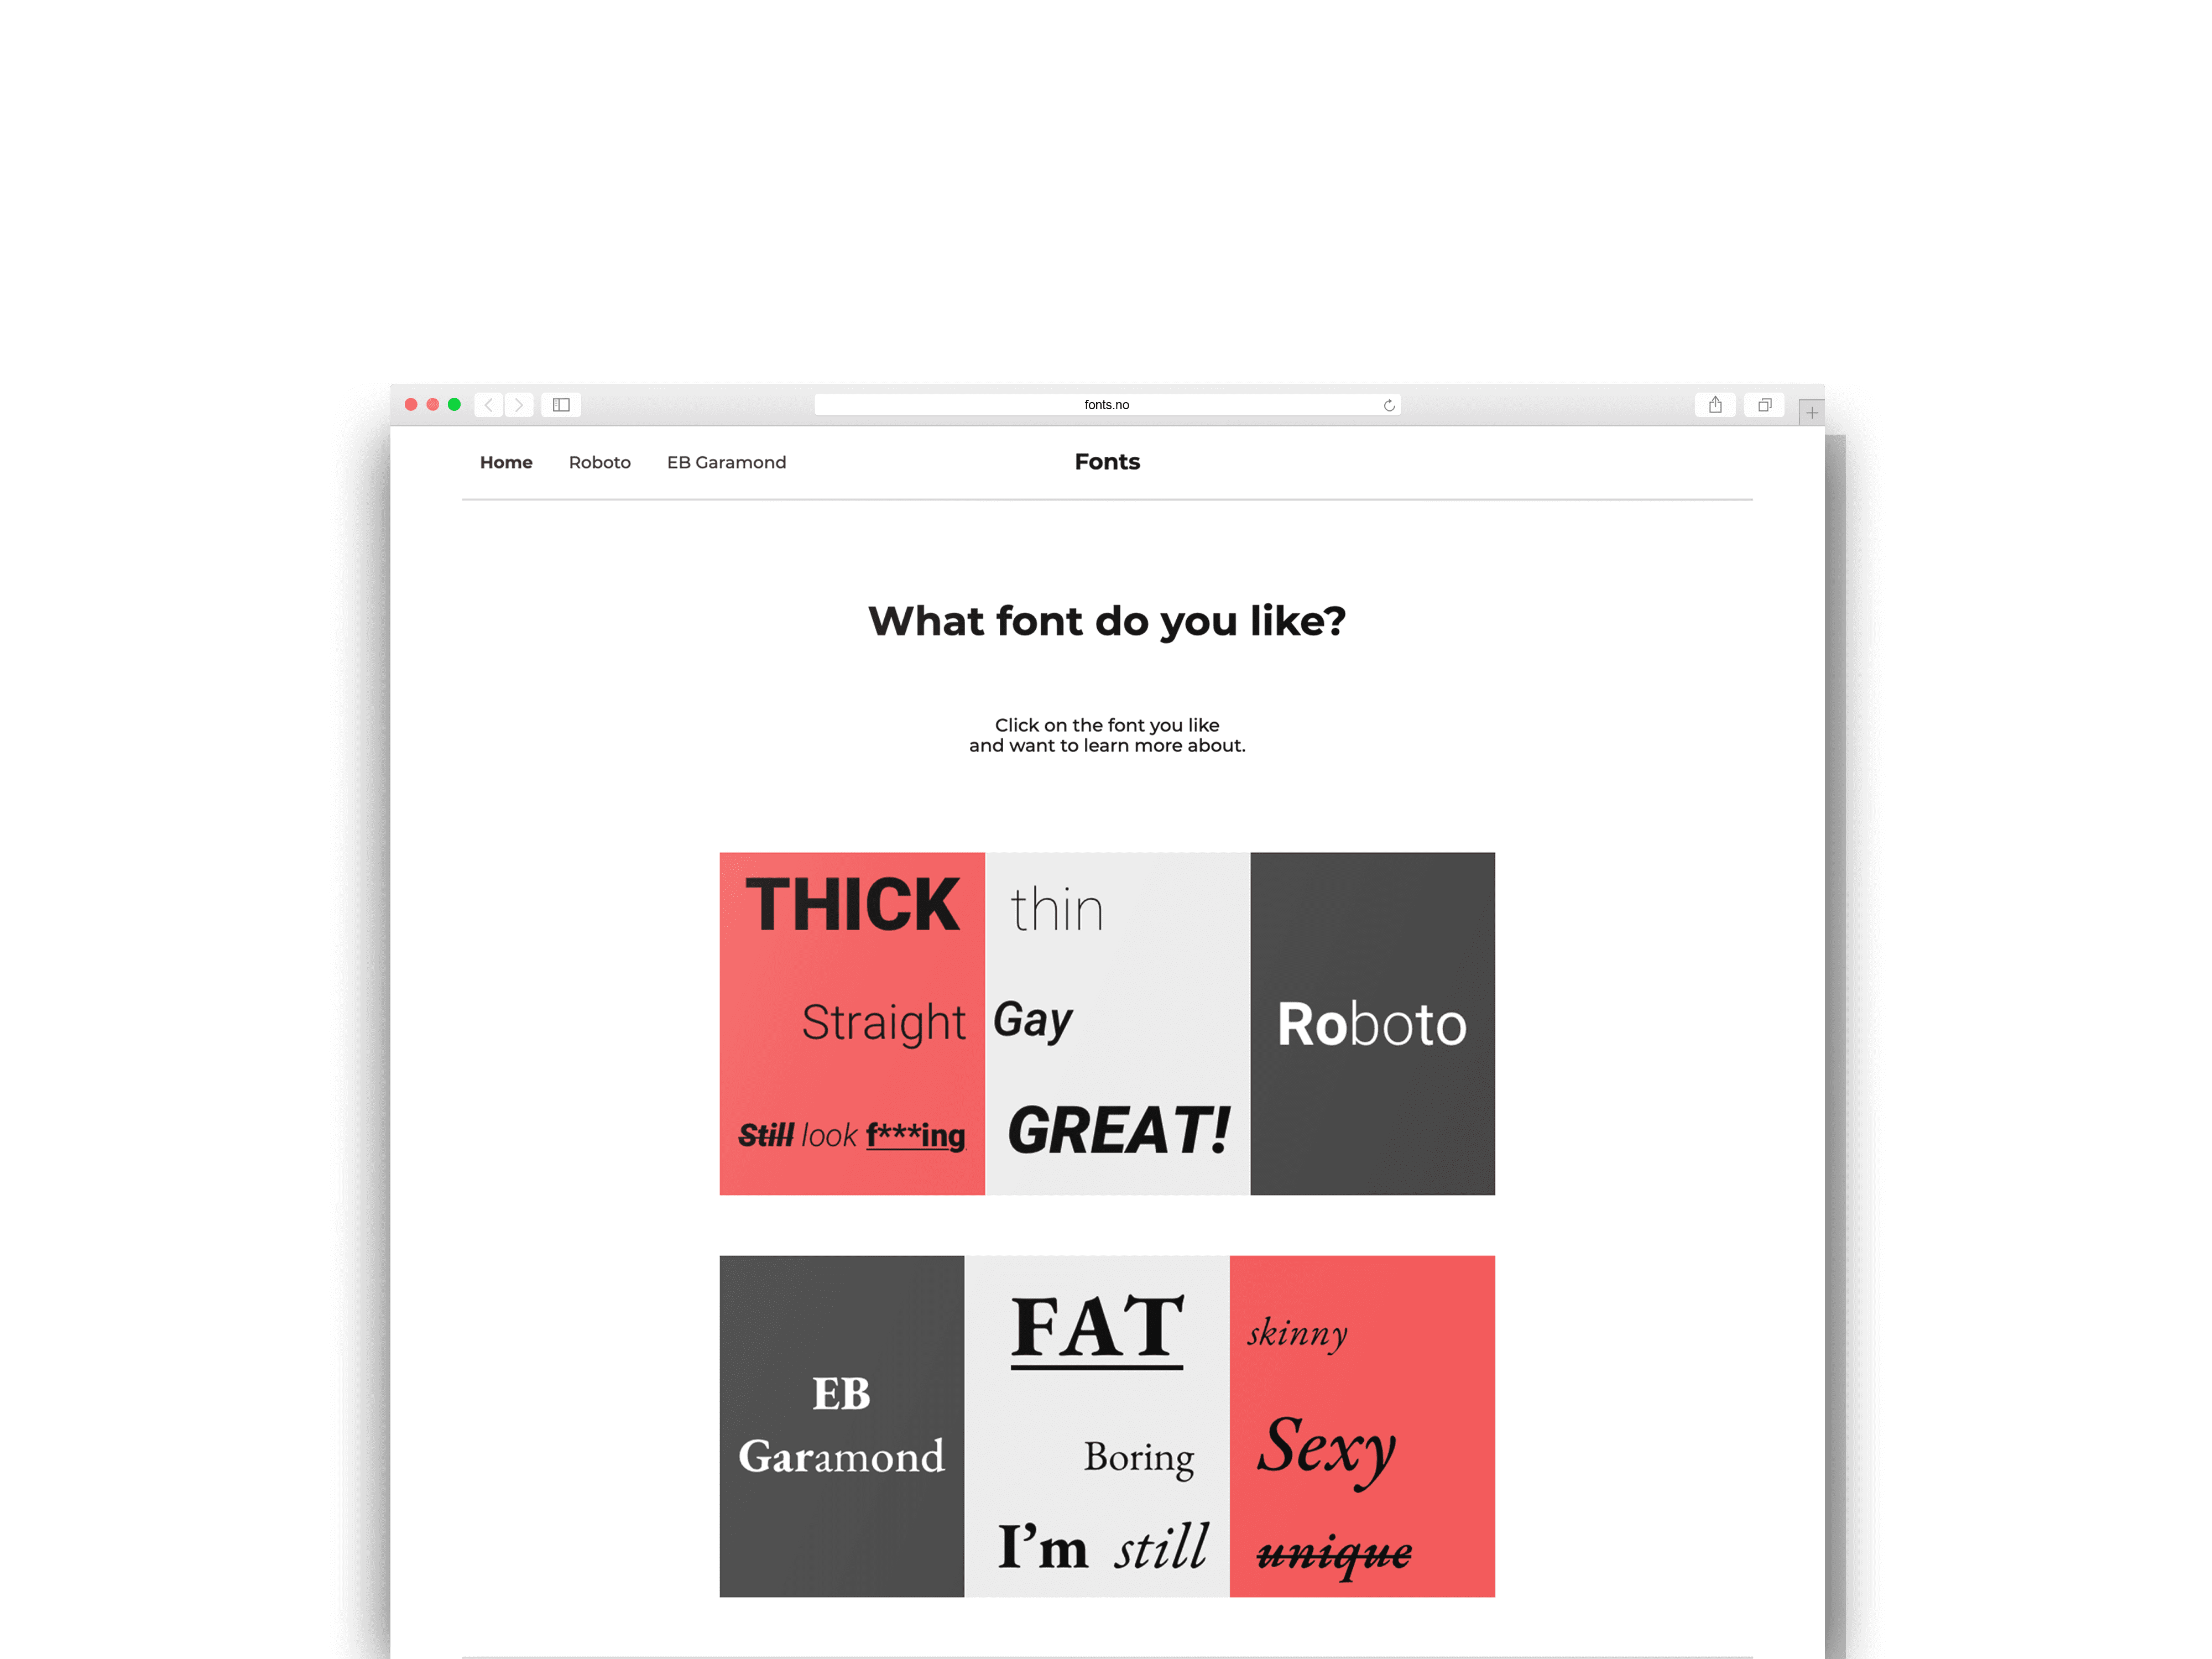 fonts.no
Home Roboto EB Garamond Fonts
What font do you like?
Click on the font you like
and want to learn more about.
THICK thin
Straight Gay
Roboto
Still look f***ing GREAT!
EB
Garamond
FAT skinny
Boring Sexy
I’m still unique